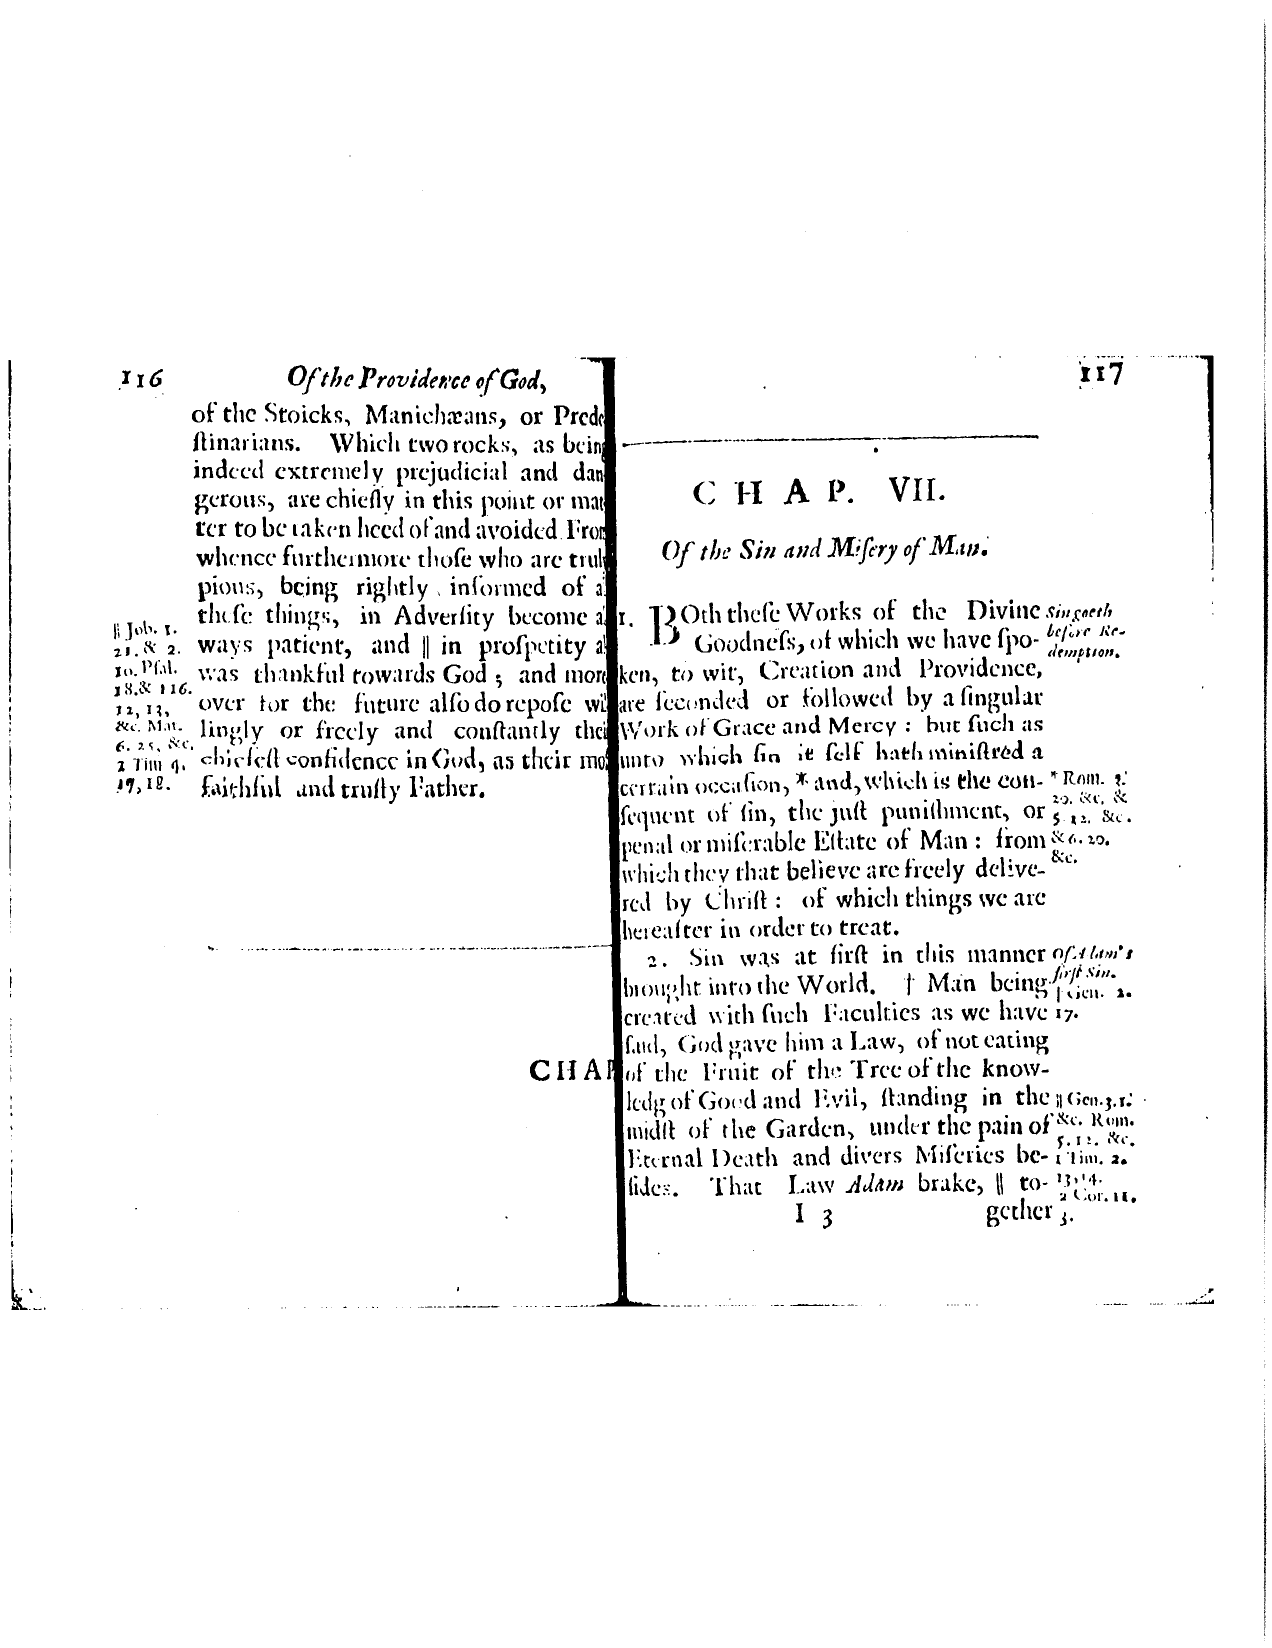 116 Of the Providence of God,
of the Stoicks, Manichæans, or Prede
ſtinarians. Which two rocks, as being
indeed extremely prejudicial and dan
gerous, are chiefly in this point or mat
ter to be taken heed of and avoided. From
whence furthermore thoſe who are truly
pious, being rightly informed of a
theſe things, in Adverſity become a
ways patient, and || in proſperity a
was thankful towards God ; and more
over for the future alſo do repoſe wil
lingly or freely and conſtantly thei
chiefeſt confidence in God, as their mo
faithful and truſty Father.
|| Job. 1.
21. & 2.
10. Pſal.
18. & 116.
12, 13,
&c. Mat.
6. 25, &c.
2 Tim 4.
17, 18.
CHAP
117
CHAP. VII.
Of the Sin and Miſery of Man.
1. BOth theſe Works of the Divine
Goodneſs, of which we have ſpo-
ken, to wit, Creation and Providence,
are ſeconded or followed by a ſingular
Work of Grace and Mercy : but ſuch as
unto which ſin it ſelf hath miniſtred a
certain occaſion, * and, which is the con-
ſequent of ſin, the juſt puniſhment, or
penal or miſerable Eſtate of Man : from
which they that believe are freely delive-
red by Chriſt : of which things we are
hereafter in order to treat.
2. Sin was at firſt in this manner
brought into the World. † Man being
created with ſuch Faculties as we have
ſaid, God gave him a Law, of not eating
of the Fruit of the Tree of the know-
ledg of Good and Evil, ſtanding in the
midſt of the Garden, under the pain of
Eternal Death and divers Miſeries be-
ſides. That Law Adam brake, || to-
I 3 gether
Sin goeth
before Re-
demption.
* Rom. 3.
20. &c. &
5. 12. &c.
& 6. 20.
&c.
Of Adam's
firſt Sin.
† Gen. 2.
17.
|| Gen. 3. 1.
&c. Rom.
5. 12. &c.
1 Tim. 2.
13, 14.
2 Cor. 11.
3.